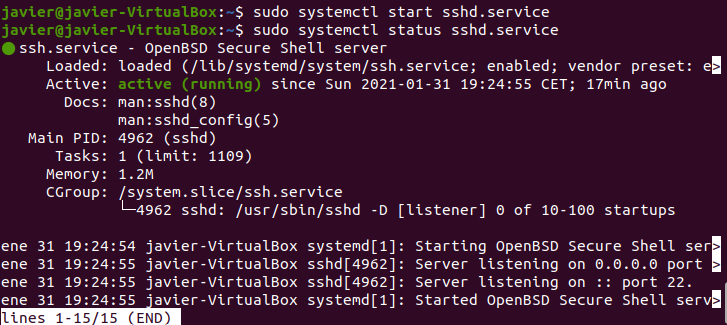 javier@javier-VirtualBox:~$ sudo systemctl start sshd.service
javier@javier-VirtualBox:~$ sudo systemctl status sshd.service
● ssh.service - OpenBSD Secure Shell server
     Loaded: loaded (/lib/systemd/system/ssh.service; enabled; vendor preset: e>
     Active: active (running) since Sun 2021-01-31 19:24:55 CET; 17min ago
       Docs: man:sshd(8)
             man:sshd_config(5)
   Main PID: 4962 (sshd)
      Tasks: 1 (limit: 1109)
     Memory: 1.2M
     CGroup: /system.slice/ssh.service
             └─4962 sshd: /usr/sbin/sshd -D [listener] 0 of 10-100 startups
ene 31 19:24:54 javier-VirtualBox systemd[1]: Starting OpenBSD Secure Shell ser>
ene 31 19:24:55 javier-VirtualBox sshd[4962]: Server listening on 0.0.0.0 port >
ene 31 19:24:55 javier-VirtualBox sshd[4962]: Server listening on :: port 22.
ene 31 19:24:55 javier-VirtualBox systemd[1]: Started OpenBSD Secure Shell serv>
lines 1-15/15 (END)